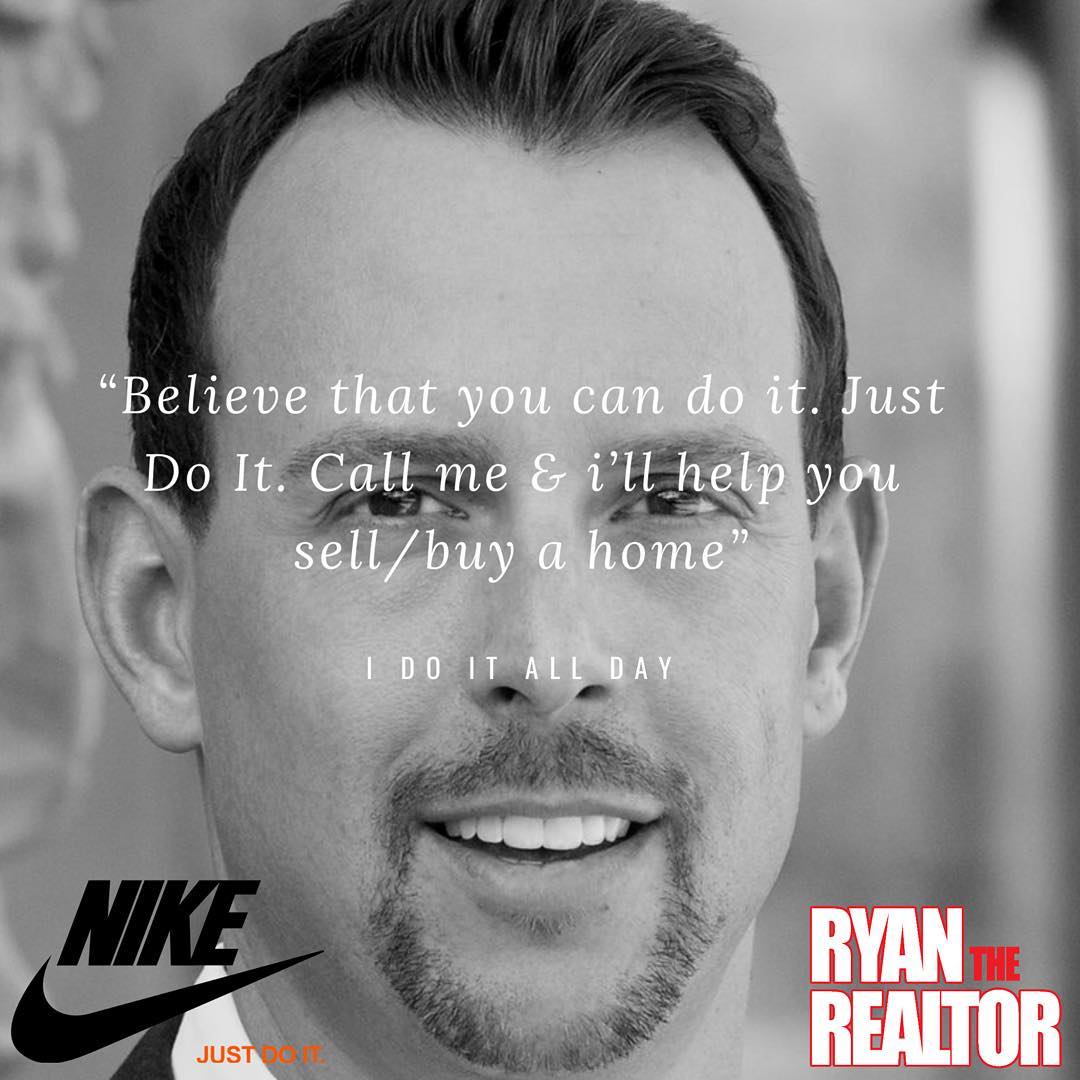 “Believe that you can do it. Just
Do It. Call me & i’ll help you
sell/buy a home”
I DO IT ALL DAY
NIKE
JUST DO IT.
RYAN THE
REALTOR